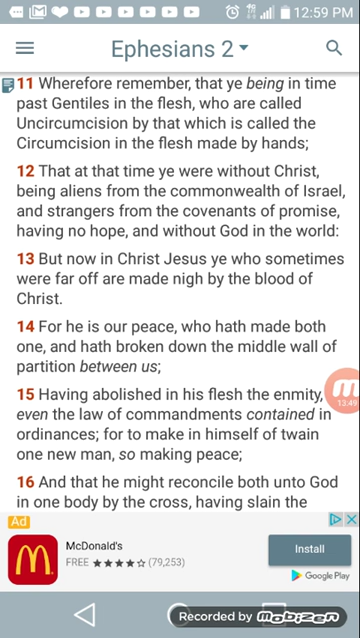 12:59 PM
Ephesians 2
11 Wherefore remember, that ye being in time
past Gentiles in the flesh, who are called
Uncircumcision by that which is called the
Circumcision in the flesh made by hands;
12 That at that time ye were without Christ,
being aliens from the commonwealth of Israel,
and strangers from the covenants of promise,
having no hope, and without God in the world:
13 But now in Christ Jesus ye who sometimes
were far off are made nigh by the blood of
Christ.
14 For he is our peace, who hath made both
one, and hath broken down the middle wall of
partition between us;
13:49
15 Having abolished in his flesh the enmity,
even the law of commandments contained in
ordinances; for to make in himself of twain
one new man, so making peace;
16 And that he might reconcile both unto God
in one body by the cross, having slain the
Ad
McDonald's
FREE (79,253)
Install
Google Play
Recorded by Mobizen